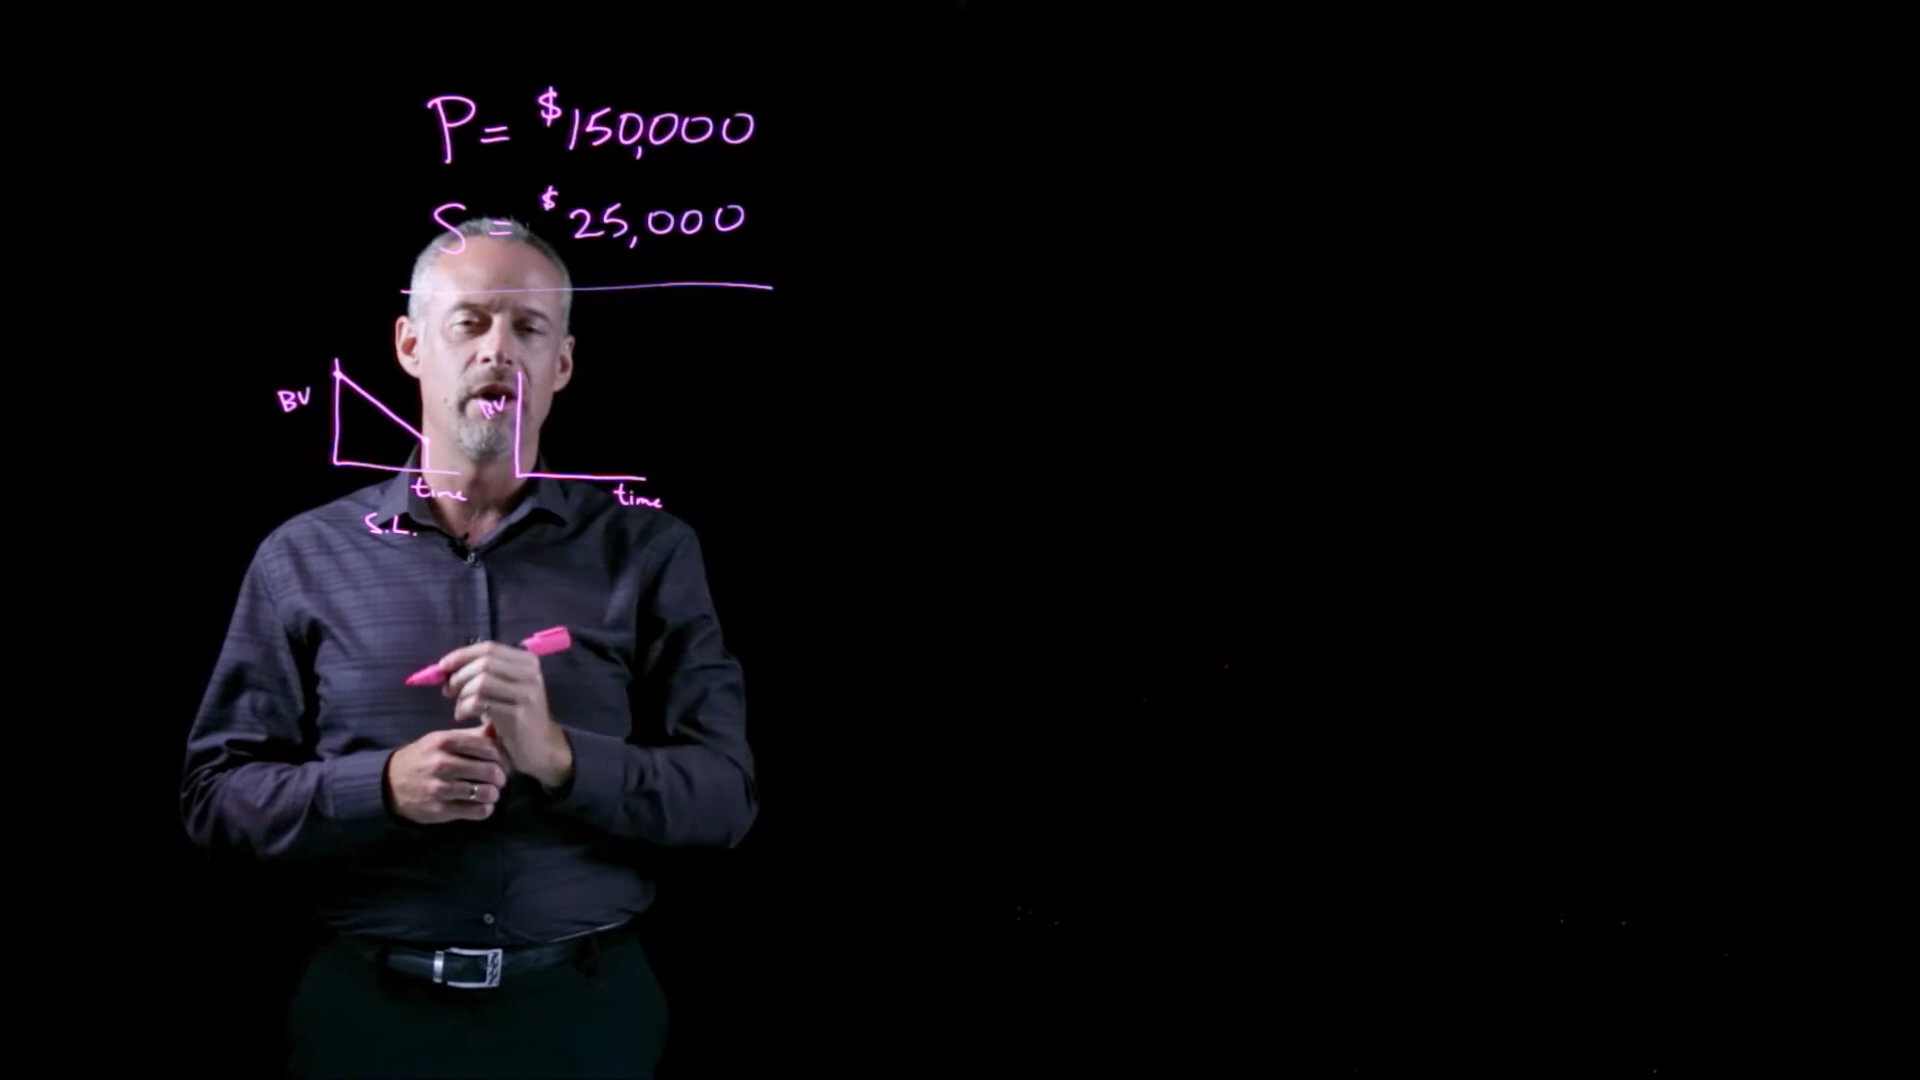 P = $150,000
S = $25,000
BV
BV
time
time
S.L.